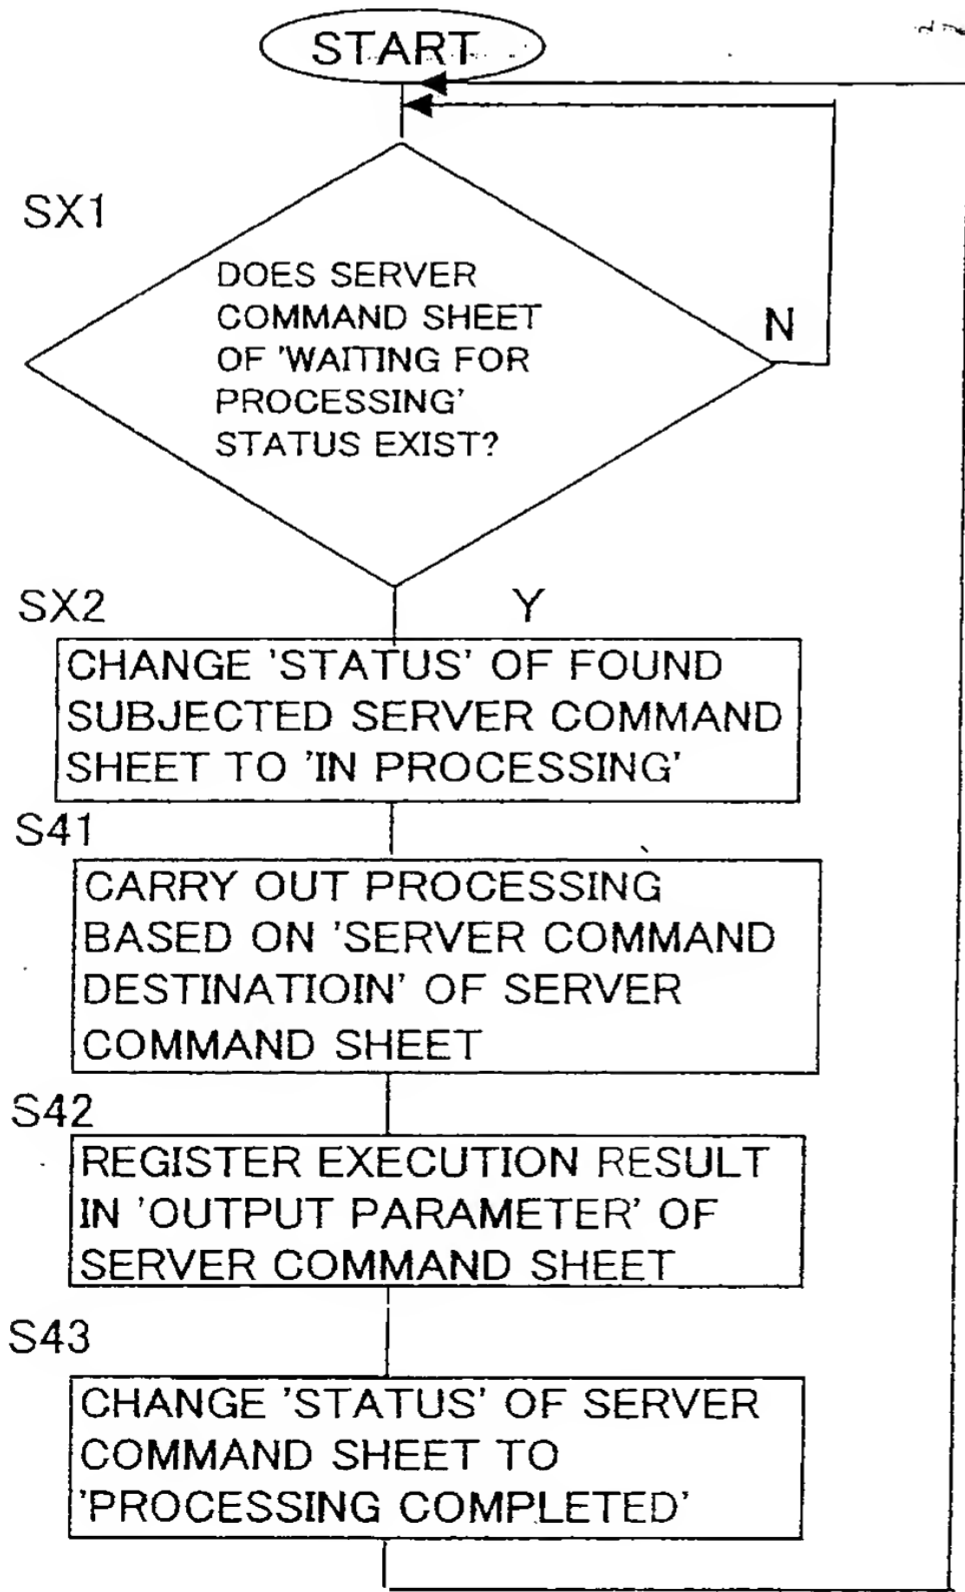 START
SX1
DOES SERVER
COMMAND SHEET
OF 'WAITING FOR
PROCESSING'
STATUS EXIST?
N
SX2
Y
CHANGE 'STATUS' OF FOUND
SUBJECTED SERVER COMMAND
SHEET TO 'IN PROCESSING'
S41
CARRY OUT PROCESSING
BASED ON 'SERVER COMMAND
DESTINATIOIN' OF SERVER
COMMAND SHEET
S42
REGISTER EXECUTION RESULT
IN 'OUTPUT PARAMETER' OF
SERVER COMMAND SHEET
S43
CHANGE 'STATUS' OF SERVER
COMMAND SHEET TO
'PROCESSING COMPLETED'